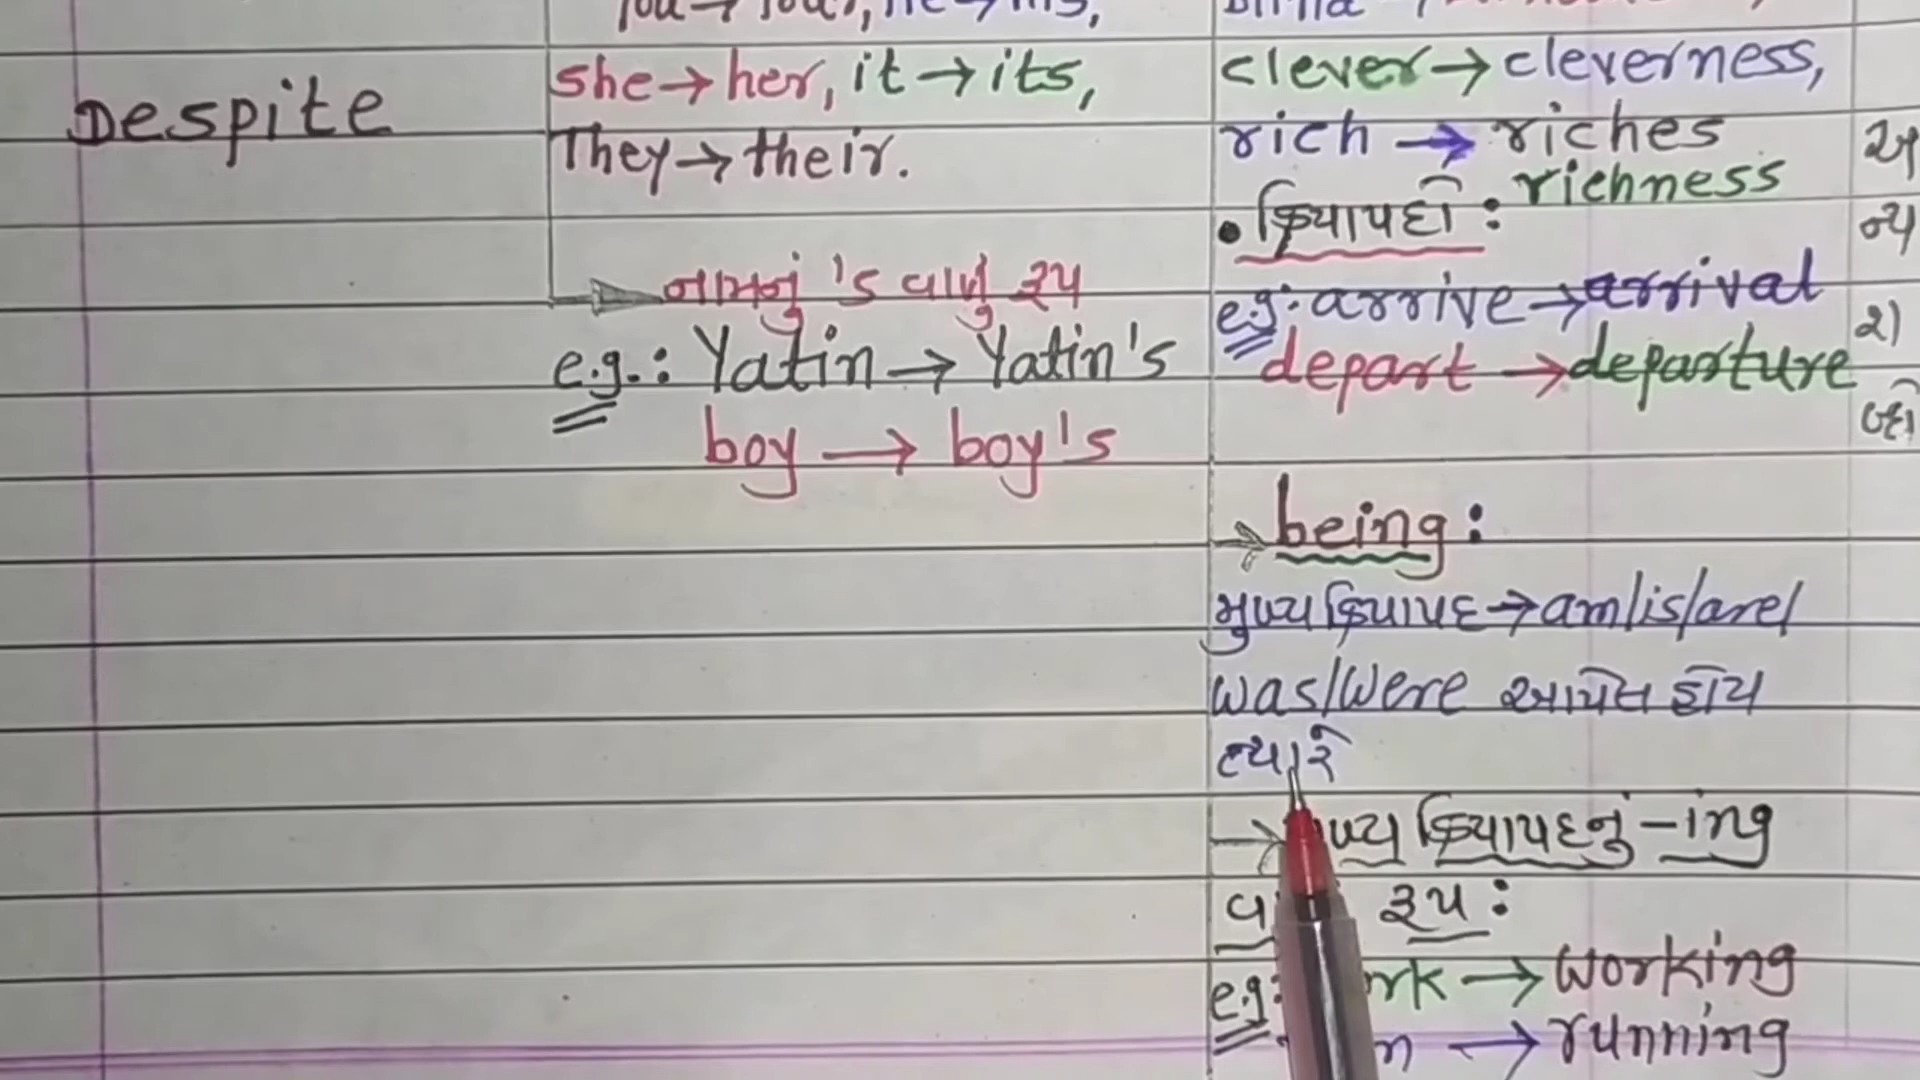 Despite
she→her, it→its,
They→their.
નામનું 's વાળું રૂપ
e.g.: Yatin → Yatin's
boy → boy's
clever → cleverness,
rich → riches
richness
• ક્રિયાપદો :
e.g: arrive → arrival
depart → departure
→ being :
મુખ્ય ક્રિયાપદ → am/is/are/
was/were આપેલ હોય
ત્યારે
→ ક્રિયાપદનું -ing
રૂપ :
e.g: → working
→ running